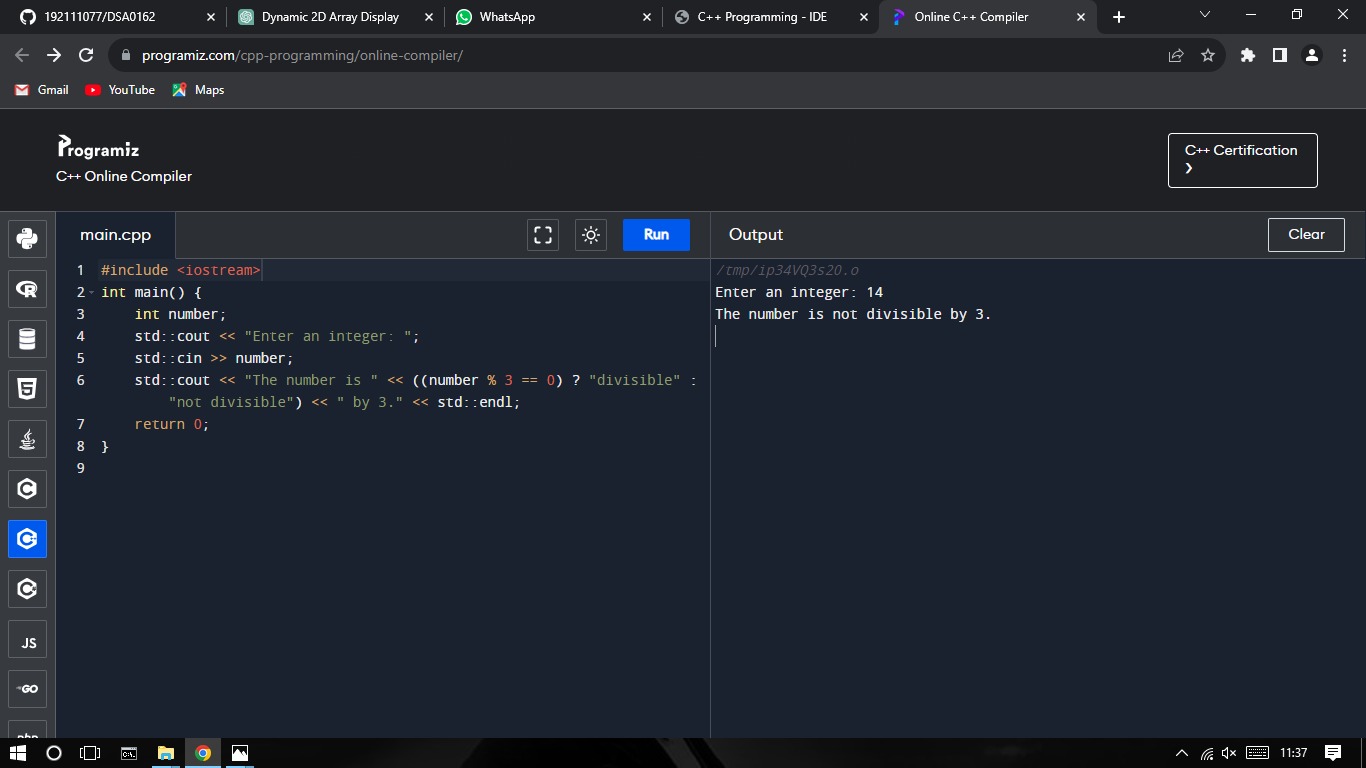 192111077/DSA0162
Dynamic 2D Array Display
WhatsApp
C++ Programming - IDE
Online C++ Compiler
programiz.com/cpp-programming/online-compiler/
Gmail
YouTube
Maps
Programiz
C++ Online Compiler
C++ Certification
main.cpp
Run
Output
Clear
1 #include <iostream>
2 int main() {
3 int number;
4 std::cout << "Enter an integer: ";
5 std::cin >> number;
6 std::cout << "The number is " << ((number % 3 == 0) ? "divisible" :
"not divisible") << " by 3." << std::endl;
7 return 0;
8 }
9
/tmp/ip34VQ3s2O.o
Enter an integer: 14
The number is not divisible by 3.
R
5
C
C
C
JS
GO
php
C:\.
11:37